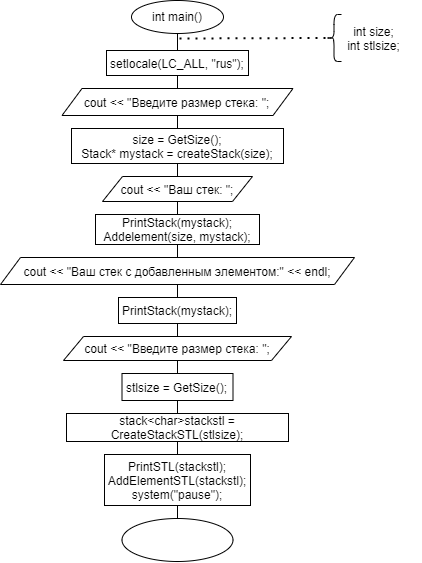 int main()
int size;
int stlsize;
setlocale(LC_ALL, "rus");
cout << "Введите размер стека: ";
size = GetSize();
Stack* mystack = createStack(size);
cout << "Ваш стек: ";
PrintStack(mystack);
Addelement(size, mystack);
cout << "Ваш стек с добавленным элементом:" << endl;
PrintStack(mystack);
cout << "Введите размер стека: ";
stlsize = GetSize();
stack<char>stackstl =
CreateStackSTL(stlsize);
PrintSTL(stackstl);
AddElementSTL(stackstl);
system("pause");